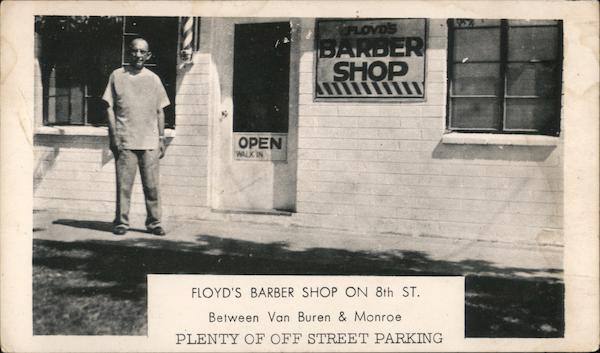 FLOYD'S
BARBER
SHOP
OPEN
WALK IN
FLOYD'S BARBER SHOP ON 8th ST.
Between Van Buren & Monroe
PLENTY OF OFF STREET PARKING